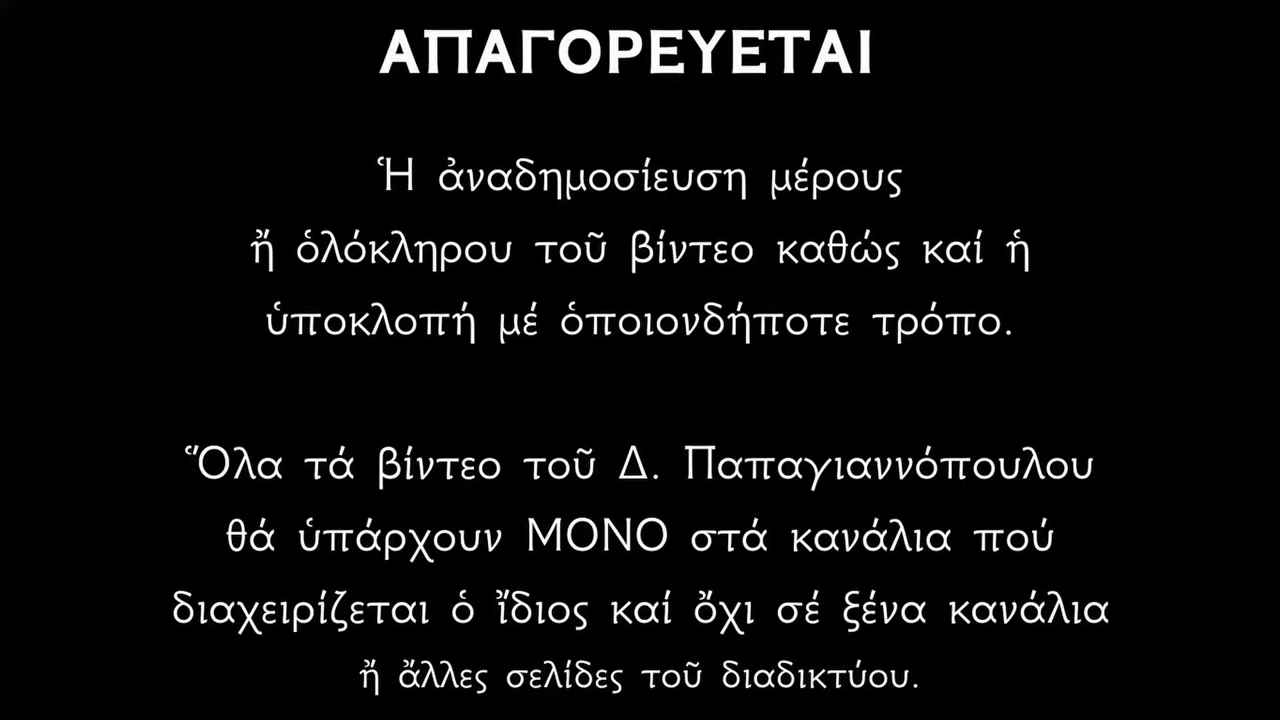 ΑΠΑΓΟΡΕΥΕΤΑΙ
Ἡ ἀναδημοσίευση μέρους
ἤ ὁλόκληρου τοῦ βίντεο καθώς καί ἡ
ὑποκλοπή μέ ὁποιονδήποτε τρόπο.
Ὅλα τά βίντεο τοῦ Δ. Παπαγιαννόπουλου
θά ὑπάρχουν ΜΟΝΟ στά κανάλια πού
διαχειρίζεται ὁ ἴδιος καί ὄχι σέ ξένα κανάλια
ἤ ἄλλες σελίδες τοῦ διαδικτύου.